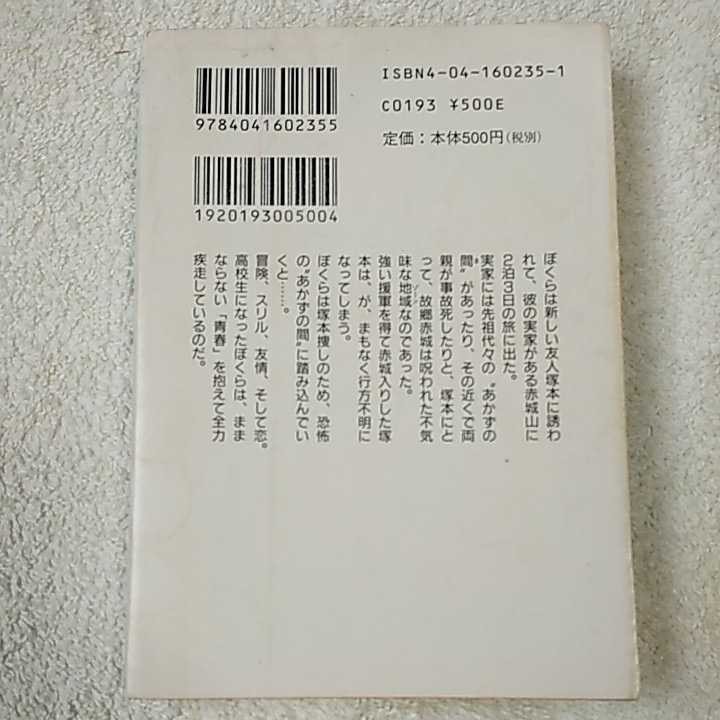 ISBN4-04-160235-1
C0193 ¥500E
定価：本体500円（税別）
9784041602355
1920193005004
ぼくらは新しい友人塚本に誘わ
れて、彼の実家がある赤城山に
2泊3日の旅に出た。
実家には先祖代々の〝あかずの
間〟があったり、その近くで両
親が事故死したりと、塚本にと
って、故郷赤城は呪われた不気
味な地域なのであった。
強い援軍を得て赤城入りした塚
本は、が、まもなく行方不明に
なってしまう。
ぼくらは塚本捜しのため、恐怖
の〝あかずの間〟に踏み込んでい
くと……。
冒険、スリル、友情、そして恋。
高校生になったぼくらは、まま
ならない「青春」を抱えて全力
疾走しているのだ。